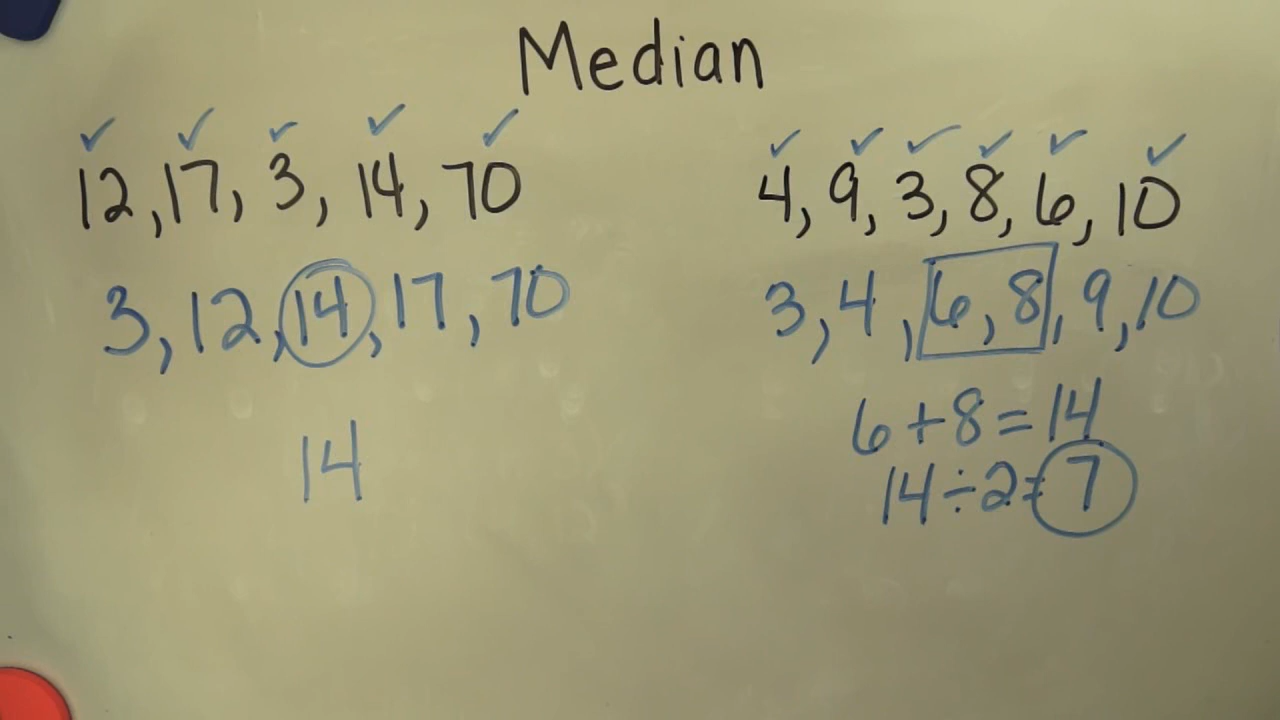 Median
12, 17, 3, 14, 70
3, 12, 14, 17, 70
14
4, 9, 3, 8, 6, 10
3, 4, 6, 8, 9, 10
6 + 8 = 14
14 ÷ 2 = 7